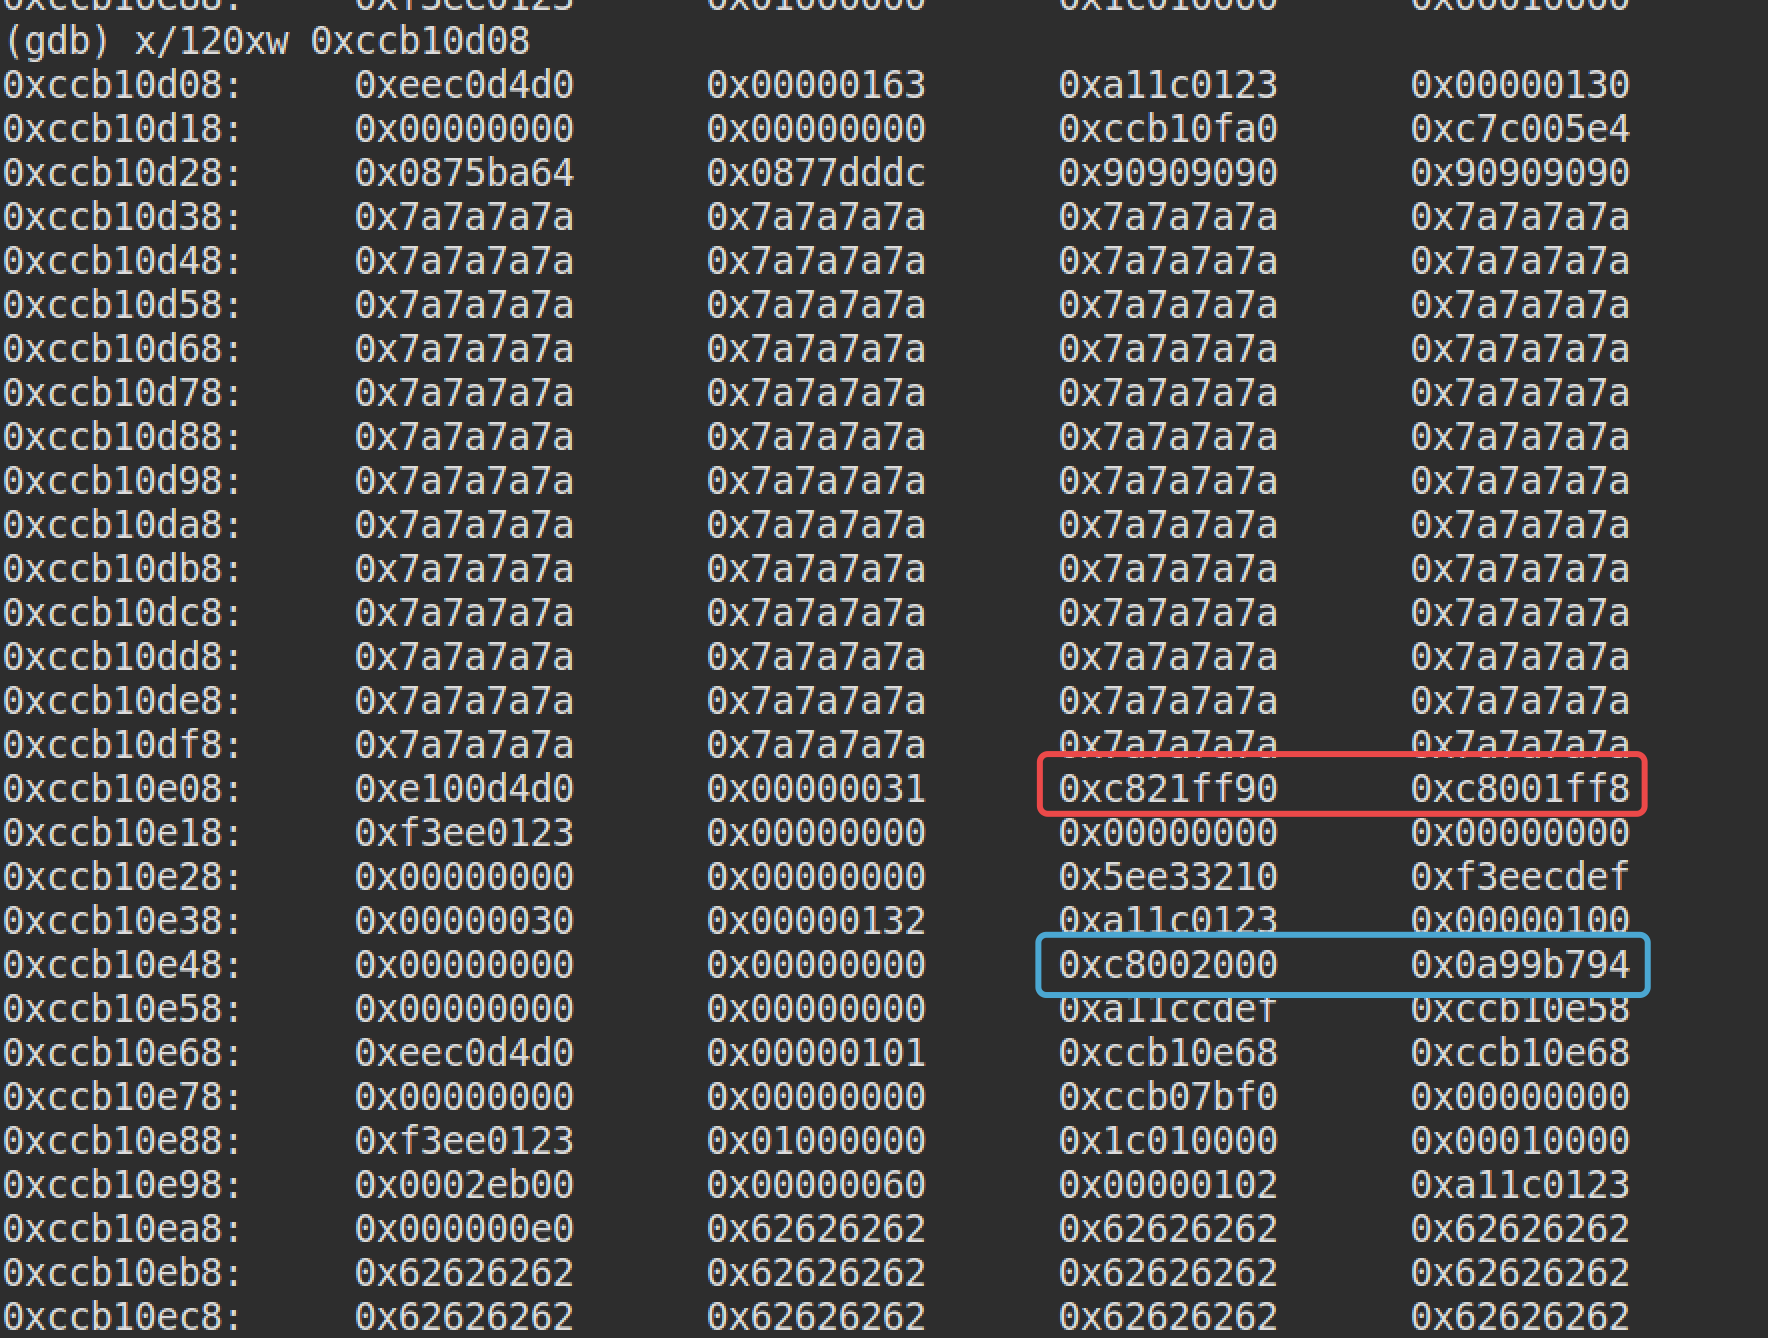 0xccb10e88: 0xf3ee0123 0x01000000 0x1c010000 0x00010000
(gdb) x/120xw 0xccb10d08
0xccb10d08: 0xeec0d4d0 0x00000163 0xa11c0123 0x00000130
0xccb10d18: 0x00000000 0x00000000 0xccb10fa0 0xc7c005e4
0xccb10d28: 0x0875ba64 0x0877dddc 0x90909090 0x90909090
0xccb10d38: 0x7a7a7a7a 0x7a7a7a7a 0x7a7a7a7a 0x7a7a7a7a
0xccb10d48: 0x7a7a7a7a 0x7a7a7a7a 0x7a7a7a7a 0x7a7a7a7a
0xccb10d58: 0x7a7a7a7a 0x7a7a7a7a 0x7a7a7a7a 0x7a7a7a7a
0xccb10d68: 0x7a7a7a7a 0x7a7a7a7a 0x7a7a7a7a 0x7a7a7a7a
0xccb10d78: 0x7a7a7a7a 0x7a7a7a7a 0x7a7a7a7a 0x7a7a7a7a
0xccb10d88: 0x7a7a7a7a 0x7a7a7a7a 0x7a7a7a7a 0x7a7a7a7a
0xccb10d98: 0x7a7a7a7a 0x7a7a7a7a 0x7a7a7a7a 0x7a7a7a7a
0xccb10da8: 0x7a7a7a7a 0x7a7a7a7a 0x7a7a7a7a 0x7a7a7a7a
0xccb10db8: 0x7a7a7a7a 0x7a7a7a7a 0x7a7a7a7a 0x7a7a7a7a
0xccb10dc8: 0x7a7a7a7a 0x7a7a7a7a 0x7a7a7a7a 0x7a7a7a7a
0xccb10dd8: 0x7a7a7a7a 0x7a7a7a7a 0x7a7a7a7a 0x7a7a7a7a
0xccb10de8: 0x7a7a7a7a 0x7a7a7a7a 0x7a7a7a7a 0x7a7a7a7a
0xccb10df8: 0x7a7a7a7a 0x7a7a7a7a 0x7a7a7a7a 0x7a7a7a7a
0xccb10e08: 0xe100d4d0 0x00000031 0xc821ff90 0xc8001ff8
0xccb10e18: 0xf3ee0123 0x00000000 0x00000000 0x00000000
0xccb10e28: 0x00000000 0x00000000 0x5ee33210 0xf3eecdef
0xccb10e38: 0x00000030 0x00000132 0xa11c0123 0x00000100
0xccb10e48: 0x00000000 0x00000000 0xc8002000 0x0a99b794
0xccb10e58: 0x00000000 0x00000000 0xa11ccdef 0xccb10e58
0xccb10e68: 0xeec0d4d0 0x00000101 0xccb10e68 0xccb10e68
0xccb10e78: 0x00000000 0x00000000 0xccb07bf0 0x00000000
0xccb10e88: 0xf3ee0123 0x01000000 0x1c010000 0x00010000
0xccb10e98: 0x0002eb00 0x00000060 0x00000102 0xa11c0123
0xccb10ea8: 0x000000e0 0x62626262 0x62626262 0x62626262
0xccb10eb8: 0x62626262 0x62626262 0x62626262 0x62626262
0xccb10ec8: 0x62626262 0x62626262 0x62626262 0x62626262